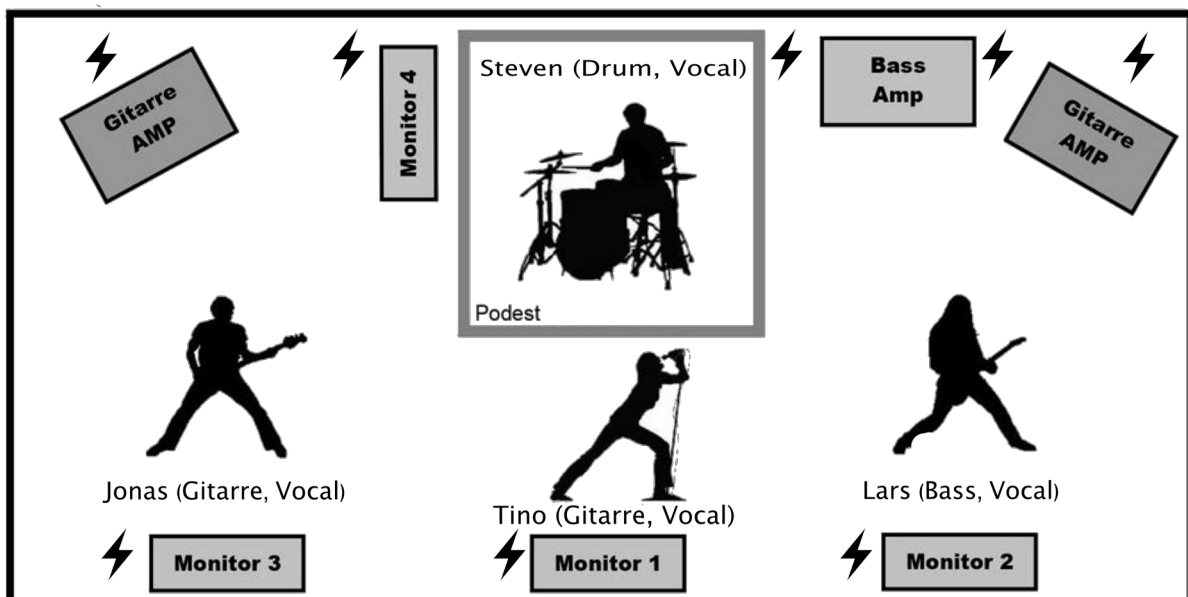 Gitarre
AMP
Monitor 4
Steven (Drum, Vocal)
Bass
Amp
Gitarre
AMP
Podest
Jonas (Gitarre, Vocal)
Tino (Gitarre, Vocal)
Lars (Bass, Vocal)
Monitor 3
Monitor 1
Monitor 2